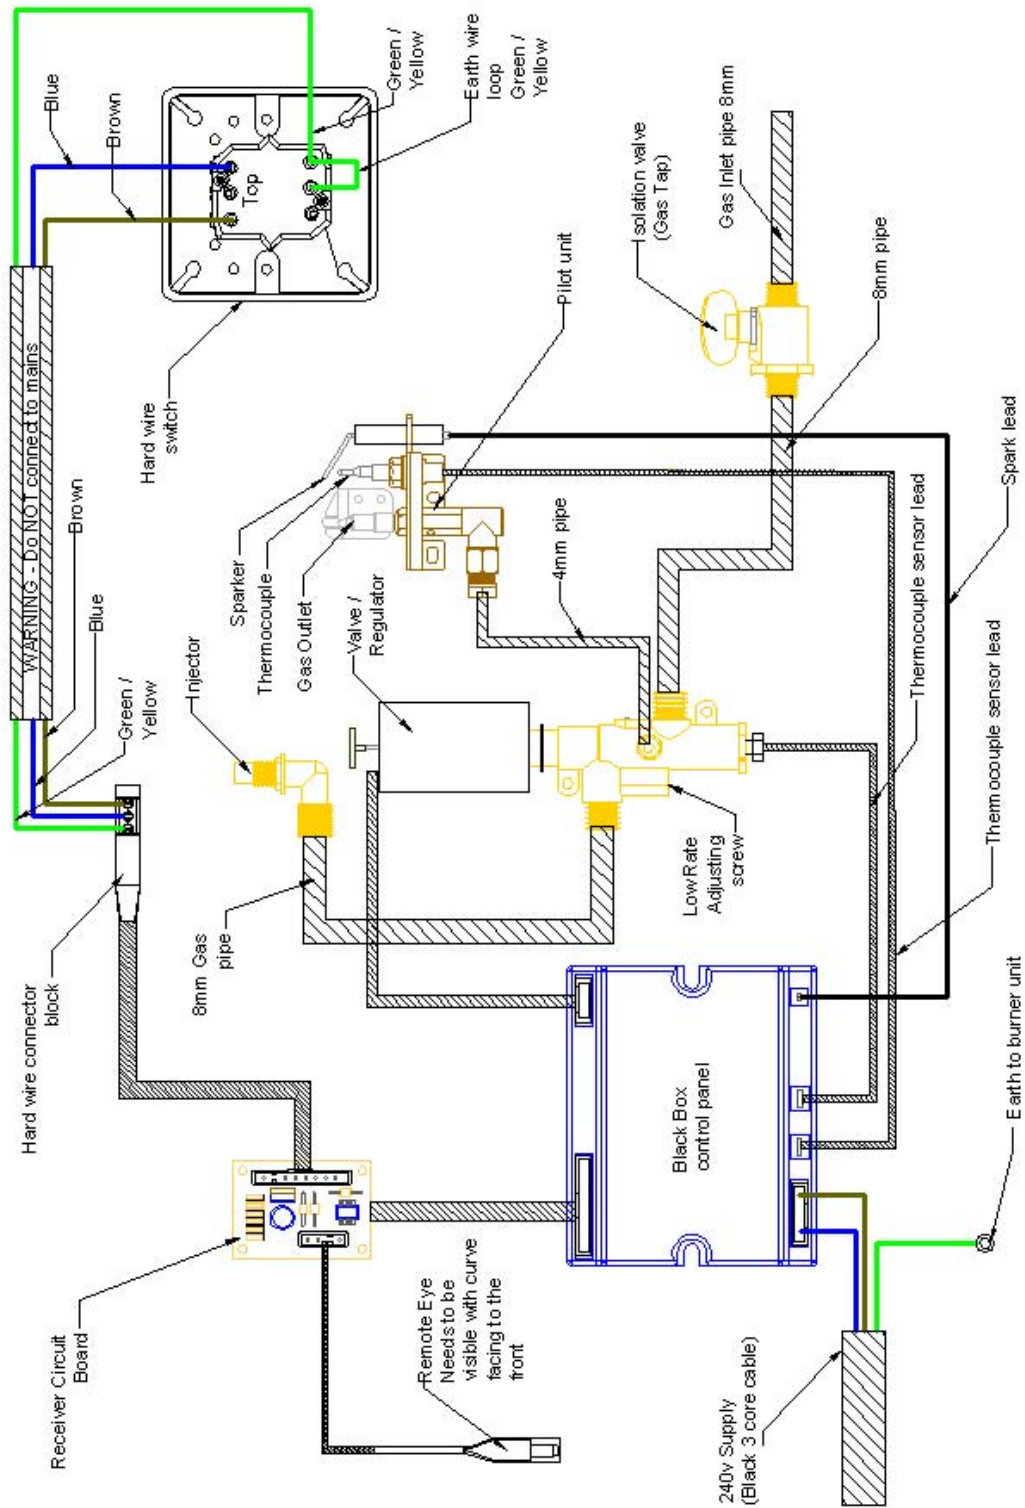 Blue
Brown
Green /
Yellow
Earth wire
loop
Green /
Yellow
Top
Hard wire
switch
WARNING - Do NOT connect to mains
Brown
Blue
Green /
Yellow
Hard wire connector
block
Sparker
Thermocouple
Gas Outlet
Pilot unit
Isolation valve
(Gas Tap)
Gas Inlet pipe 8mm
8mm pipe
Injector
Valve /
Regulator
4mm pipe
Spark lead
Thermocouple sensor lead
Thermocouple sensor lead
8mm Gas
pipe
Low Rate
Adjusting
screw
Receiver Circuit
Board
Black Box
control panel
Earth to burner unit
Remote Eye
Needs to be
visible with curve
facing to the
front
240v Supply
(Black 3 core cable)